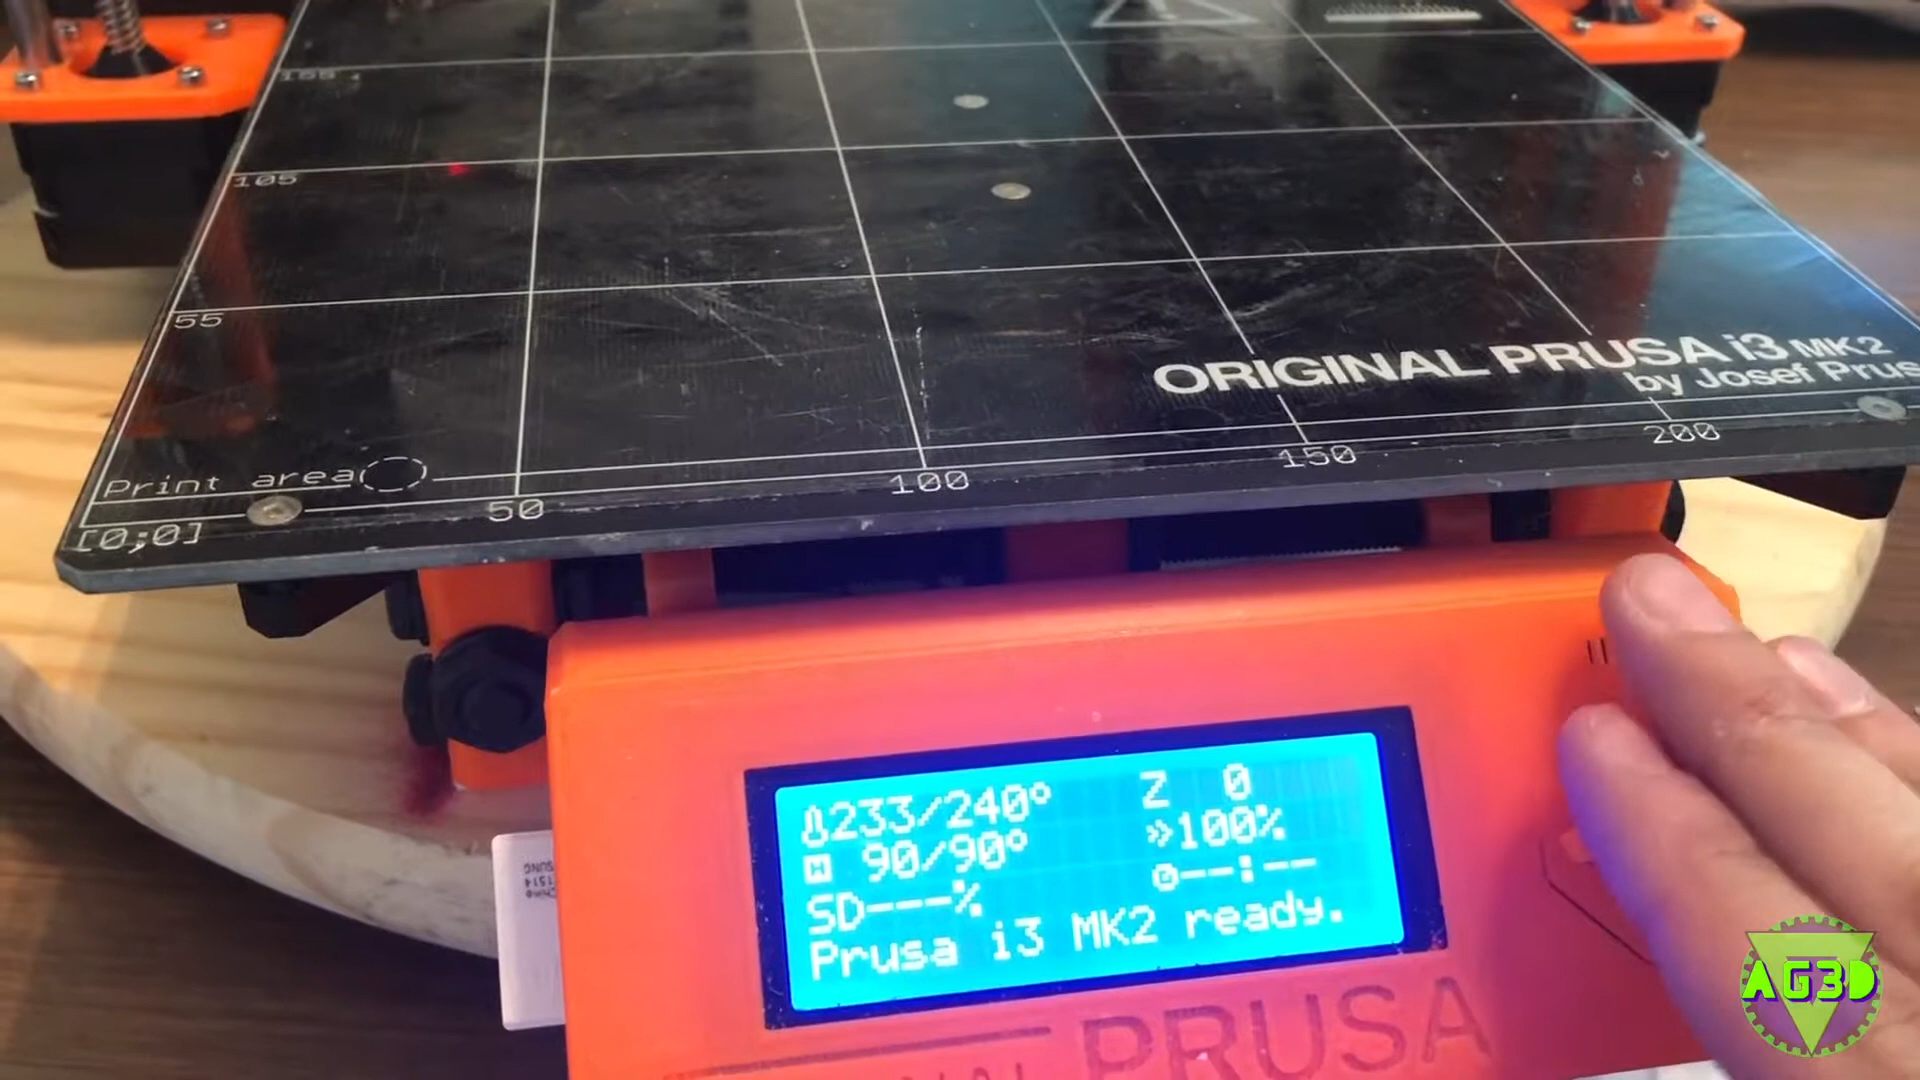 105
55
ORIGINAL PRUSA i3 MK2
by Josef Prus
Print area
[0;0]
50
100
150
200
233/240°
Z 0
90/90°
100%
SD---%
--:--
Prusa i3 MK2 ready.
PRUSA
1514
AG3D